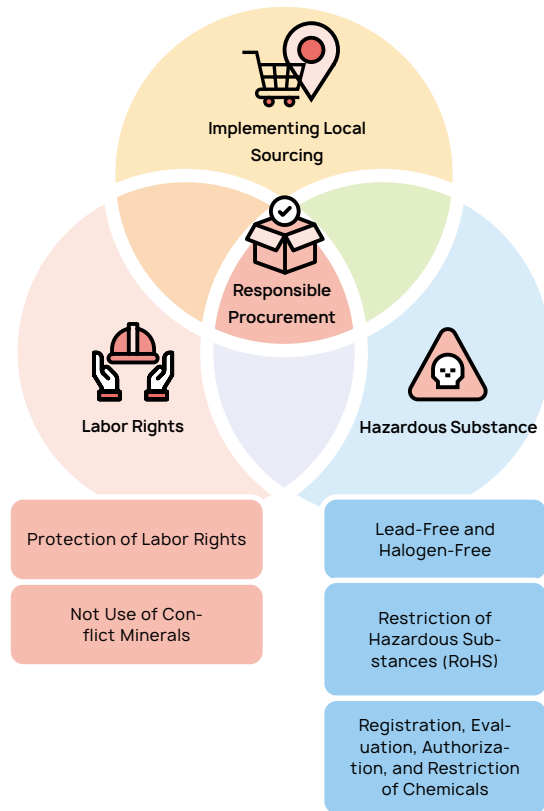 Implementing Local
Sourcing
Responsible
Procurement
Labor Rights
Hazardous Substance
Protection of Labor Rights
Not Use of Con-
flict Minerals
Lead-Free and
Halogen-Free
Restriction of
Hazardous Sub-
stances (RoHS)
Registration, Eval-
uation, Authoriza-
tion, and Restriction
of Chemicals